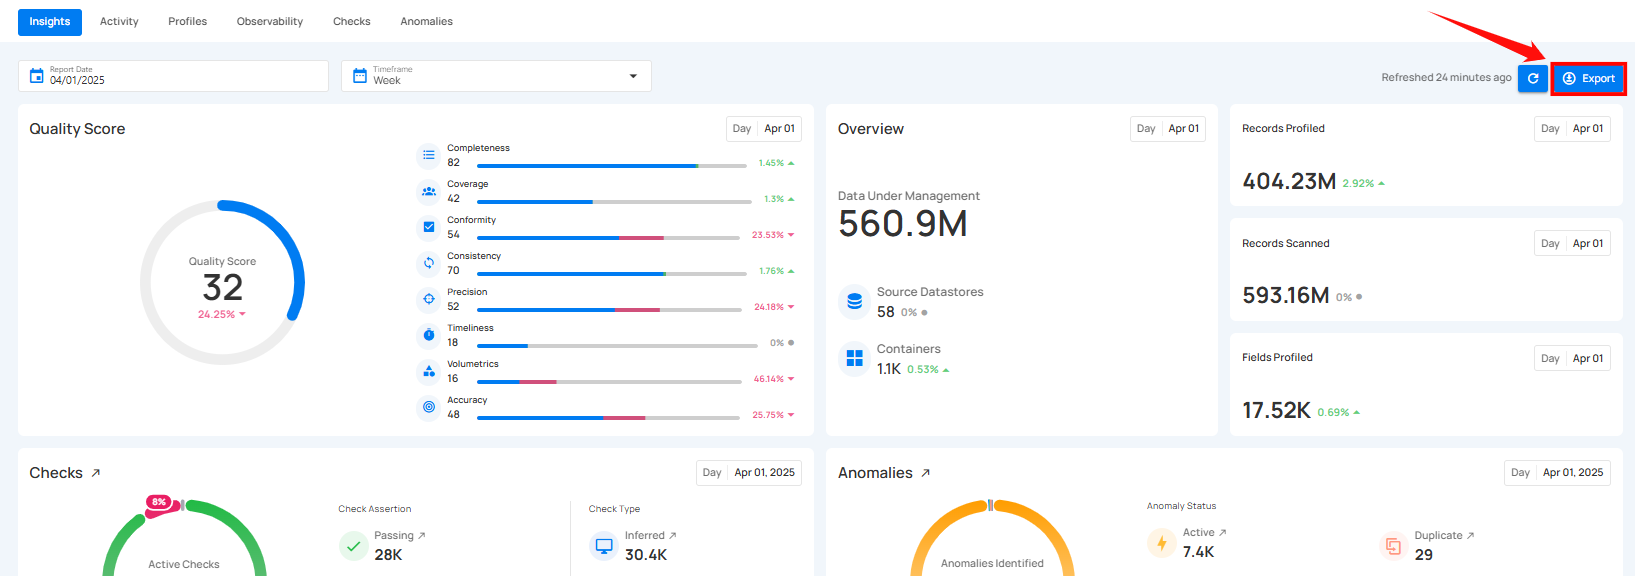 Insights Activity Profiles Observability Checks Anomalies
Report Date
04/01/2025
Timeframe
Week
Refreshed 24 minutes ago
Export
Quality Score
Day Apr 01
Quality Score
32
24.25%
Completeness
82
1.45%
Coverage
42
1.3%
Conformity
54
23.53%
Consistency
70
1.76%
Precision
52
24.18%
Timeliness
18
0%
Volumetrics
16
46.14%
Accuracy
48
25.75%
Overview
Day Apr 01
Data Under Management
560.9M
Source Datastores
58 0%
Containers
1.1K 0.53%
Records Profiled
Day Apr 01
404.23M 2.92%
Records Scanned
Day Apr 01
593.16M 0%
Fields Profiled
Day Apr 01
17.52K 0.69%
Checks
Day Apr 01, 2025
8%
Active Checks
Check Assertion
Passing
28K
Check Type
Inferred
30.4K
Anomalies
Day Apr 01, 2025
Anomalies Identified
Anomaly Status
Active
7.4K
Duplicate
29